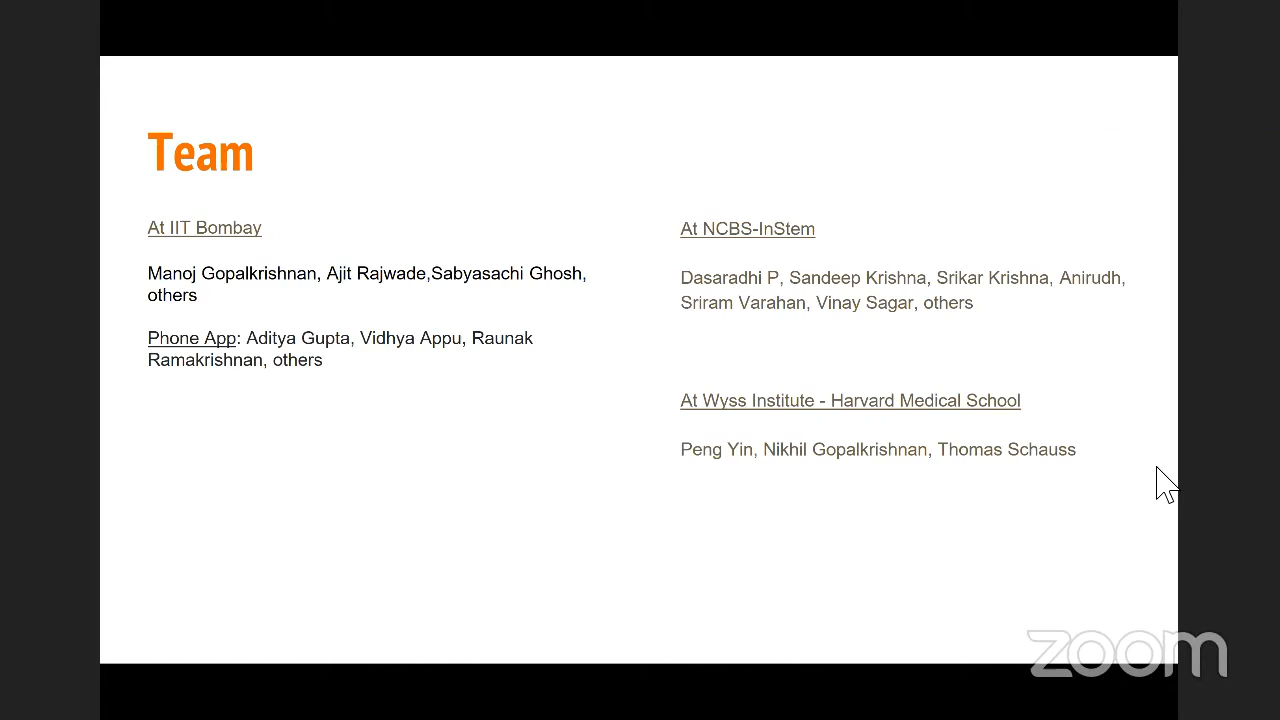 Team
At IIT Bombay
Manoj Gopalkrishnan, Ajit Rajwade,Sabyasachi Ghosh,
others
Phone App: Aditya Gupta, Vidhya Appu, Raunak
Ramakrishnan, others
At NCBS-InStem
Dasaradhi P, Sandeep Krishna, Srikar Krishna, Anirudh,
Sriram Varahan, Vinay Sagar, others
At Wyss Institute - Harvard Medical School
Peng Yin, Nikhil Gopalkrishnan, Thomas Schauss
zoom